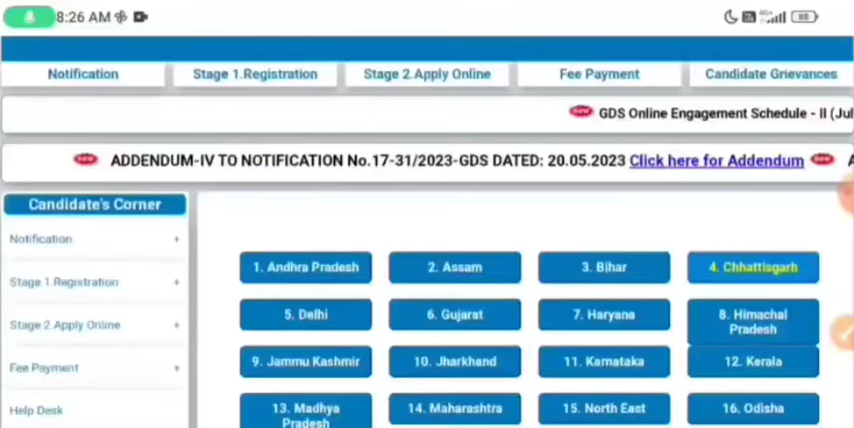 8:26 AM
88
Notification
Stage 1.Registration
Stage 2.Apply Online
Fee Payment
Candidate Grievances
new GDS Online Engagement Schedule - II (Jul
new ADDENDUM-IV TO NOTIFICATION No.17-31/2023-GDS DATED: 20.05.2023 Click here for Addendum new A
Candidate's Corner
Notification +
Stage 1.Registration +
Stage 2.Apply Online +
Fee Payment +
Help Desk
1. Andhra Pradesh
2. Assam
3. Bihar
4. Chhattisgarh
5. Delhi
6. Gujarat
7. Haryana
8. Himachal
Pradesh
9. Jammu Kashmir
10. Jharkhand
11. Karnataka
12. Kerala
13. Madhya
Pradesh
14. Maharashtra
15. North East
16. Odisha